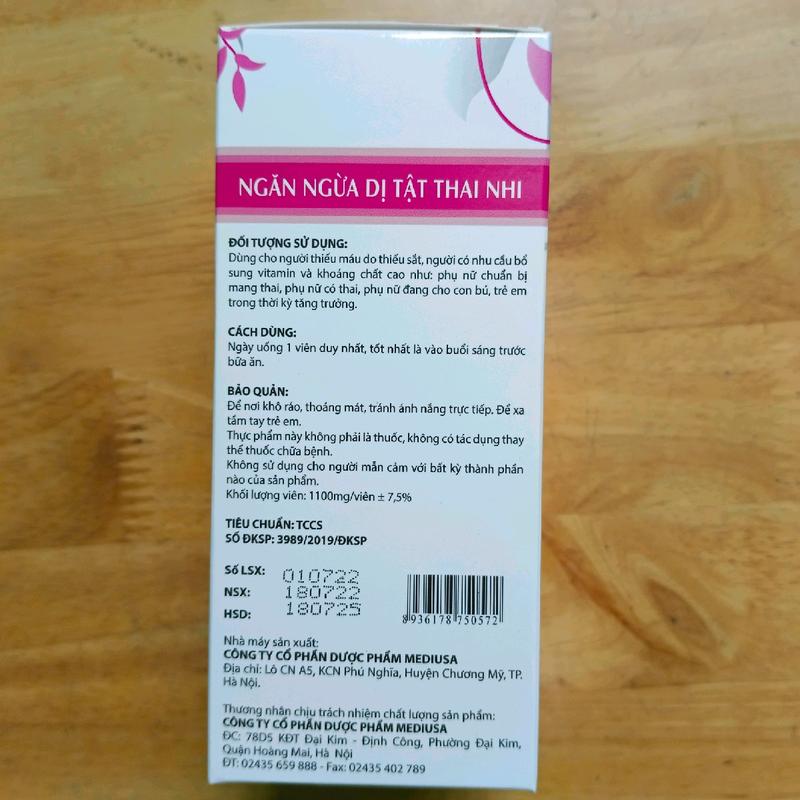 NGĂN NGỪA DỊ TẬT THAI NHI
ĐỐI TƯỢNG SỬ DỤNG:
Dùng cho người thiếu máu do thiếu sắt, người có nhu cầu bổ
sung vitamin và khoáng chất cao như: phụ nữ chuẩn bị
mang thai, phụ nữ có thai, phụ nữ đang cho con bú, trẻ em
trong thời kỳ tăng trưởng.
CÁCH DÙNG:
Ngày uống 1 viên duy nhất, tốt nhất là vào buổi sáng trước
bữa ăn.
BẢO QUẢN:
Để nơi khô ráo, thoáng mát, tránh ánh nắng trực tiếp. Để xa
tầm tay trẻ em.
Thực phẩm này không phải là thuốc, không có tác dụng thay
thế thuốc chữa bệnh.
Không sử dụng cho người mẫn cảm với bất kỳ thành phần
nào của sản phẩm.
Khối lượng viên: 1100mg/viên ± 7,5%
TIÊU CHUẨN: TCCS
SỐ ĐKSP: 3989/2019/ĐKSP
Số LSX: 010722
NSX: 180722
HSD: 180725
8 936178 750572
Nhà máy sản xuất:
CÔNG TY CỔ PHẦN DƯỢC PHẨM MEDIUSA
Địa chỉ: Lô CN A5, KCN Phú Nghĩa, Huyện Chương Mỹ, TP.
Hà Nội.
Thương nhân chịu trách nhiệm chất lượng sản phẩm:
CÔNG TY CỔ PHẦN DƯỢC PHẨM MEDIUSA
ĐC: 78D5 KĐT Đại Kim - Định Công, Phường Đại Kim,
Quận Hoàng Mai, Hà Nội
ĐT: 02435 659 888 - Fax: 02435 402 789